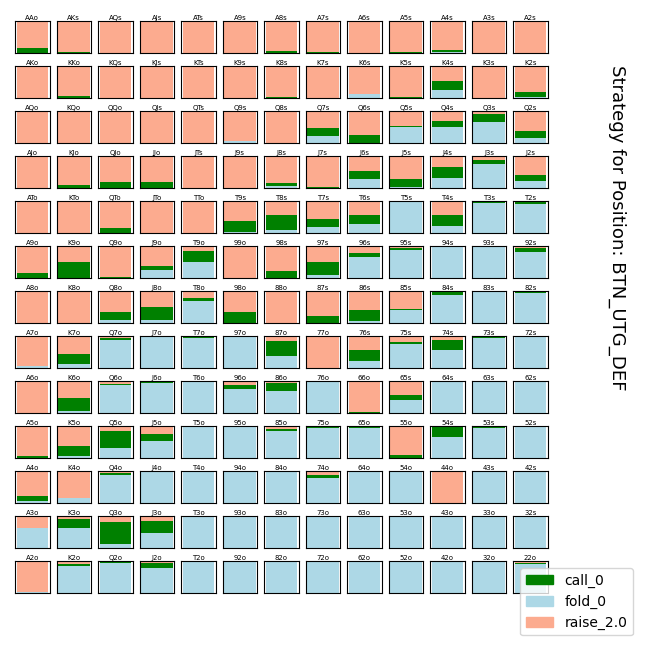 AAo AKs AQs AJs ATs A9s A8s A7s A6s A5s A4s A3s A2s
AKo KKo KQs KJs KTs K9s K8s K7s K6s K5s K4s K3s K2s
AQo KQo QQo QJs QTs Q9s Q8s Q7s Q6s Q5s Q4s Q3s Q2s
AJo KJo QJo JJo JTs J9s J8s J7s J6s J5s J4s J3s J2s
ATo KTo QTo JTo TTo T9s T8s T7s T6s T5s T4s T3s T2s
A9o K9o Q9o J9o T9o 99o 98s 97s 96s 95s 94s 93s 92s
A8o K8o Q8o J8o T8o 98o 88o 87s 86s 85s 84s 83s 82s
A7o K7o Q7o J7o T7o 97o 87o 77o 76s 75s 74s 73s 72s
A6o K6o Q6o J6o T6o 96o 86o 76o 66o 65s 64s 63s 62s
A5o K5o Q5o J5o T5o 95o 85o 75o 65o 55o 54s 53s 52s
A4o K4o Q4o J4o T4o 94o 84o 74o 64o 54o 44o 43s 42s
A3o K3o Q3o J3o T3o 93o 83o 73o 63o 53o 43o 33o 32s
A2o K2o Q2o J2o T2o 92o 82o 72o 62o 52o 42o 32o 22o
Strategy for Position: BTN_UTG_DEF
call_0
fold_0
raise_2.0